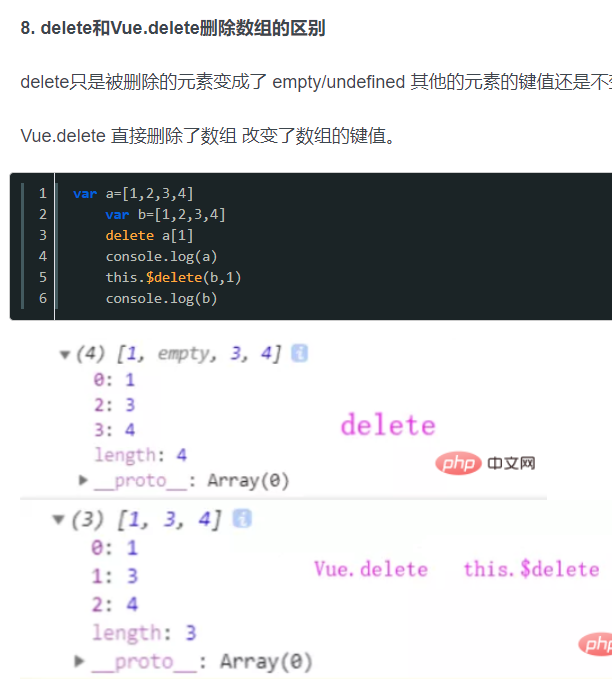 8. delete和Vue.delete删除数组的区别
delete只是被删除的元素变成了 empty/undefined 其他的元素的键值还是不
Vue.delete 直接删除了数组 改变了数组的键值。
1 var a=[1,2,3,4]
2 var b=[1,2,3,4]
3 delete a[1]
4 console.log(a)
5 this.$delete(b,1)
6 console.log(b)
▼(4) [1, empty, 3, 4] i
0: 1
2: 3
3: 4
delete
length: 4
php 中文网
▶__proto__: Array(0)
▼(3) [1, 3, 4] i
0: 1
1: 3
Vue.delete this.$delete
2: 4
length: 3
php
▶__proto__: Array(0)